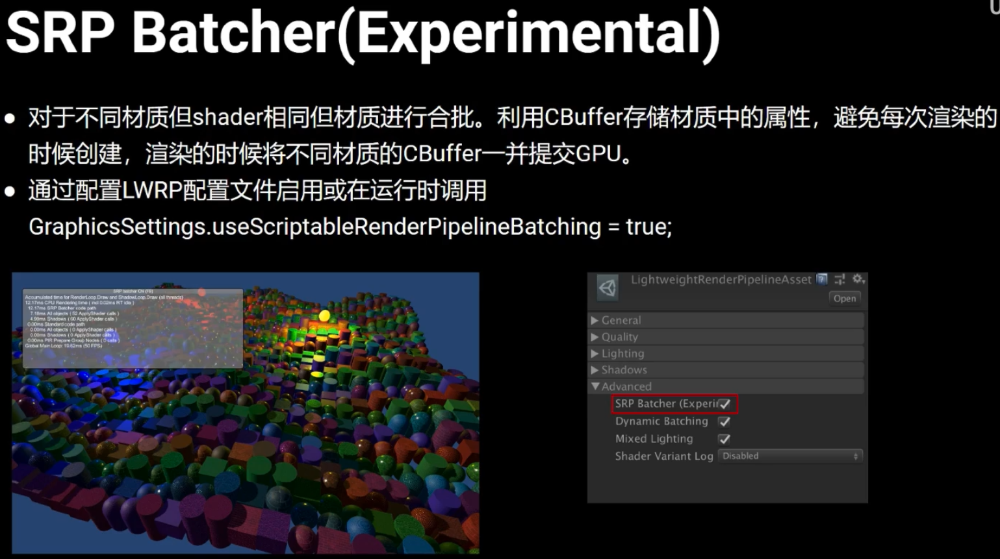 SRP Batcher(Experimental)
● 对于不同材质但shader相同但材质进行合批。利用CBuffer存储材质中的属性，避免每次渲染的
时候创建，渲染的时候将不同材质的CBuffer一并提交GPU。
● 通过配置LWRP配置文件启用或在运行时调用
GraphicsSettings.useScriptableRenderPipelineBatching = true;
SRP batcher ON (F9)
Accumulated time for RenderLoop.Draw and ShadowLoop.Draw (all threads)
12.17ms CPU Rendering time ( incl 0.02ms RT idle )
12.17ms SRP Batcher code path
7.18ms All objects ( 52 ApplyShader calls )
4.99ms Shadows ( 60 ApplyShader calls )
0.00ms Standard code path
0.00ms All objects ( 0 ApplyShader calls )
0.00ms Shadows ( 0 ApplyShader calls )
0.00ms PIR Prepare Group Nodes ( 0 calls )
Global Main Loop: 19.82ms (50 FPS)
LightweightRenderPipelineAsset
Open
General
Quality
Lighting
Shadows
Advanced
SRP Batcher (Experi
Dynamic Batching
Mixed Lighting
Shader Variant Log Disabled